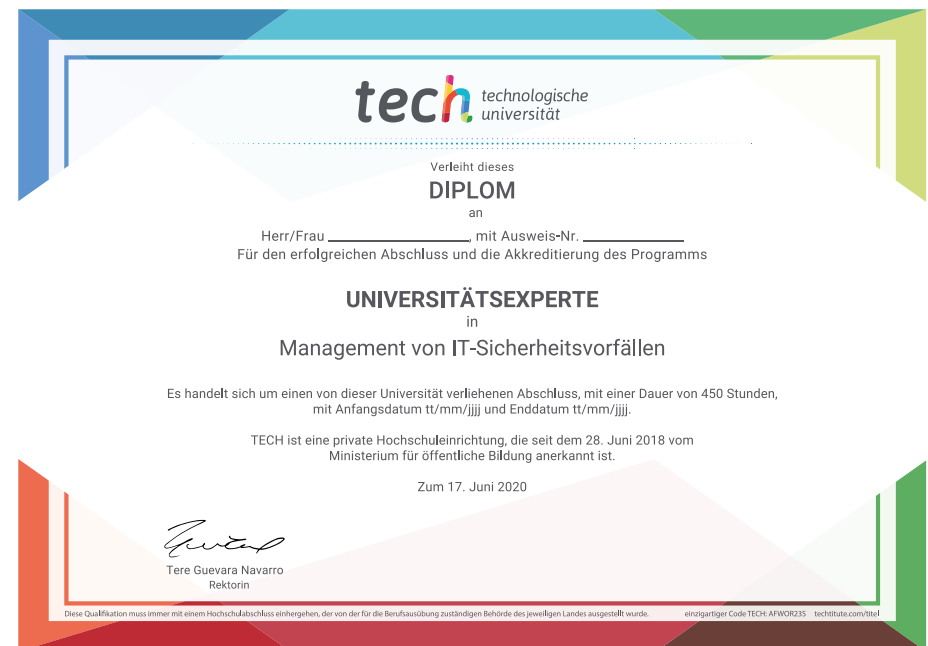 tech technologische
universität
Verleiht dieses
DIPLOM
an
Herr/Frau ________________, mit Ausweis-Nr. ____________
Für den erfolgreichen Abschluss und die Akkreditierung des Programms
UNIVERSITÄTSEXPERTE
in
Management von IT-Sicherheitsvorfällen
Es handelt sich um einen von dieser Universität verliehenen Abschluss, mit einer Dauer von 450 Stunden,
mit Anfangsdatum tt/mm/jjjj und Enddatum tt/mm/jjjj.
TECH ist eine private Hochschuleinrichtung, die seit dem 28. Juni 2018 vom
Ministerium für öffentliche Bildung anerkannt ist.
Zum 17. Juni 2020
Tere Guevara Navarro
Rektorin
Diese Qualifikation muss immer mit einem Hochschulabschluss einhergehen, der von der für die Berufsausübung zuständigen Behörde des jeweiligen Landes ausgestellt wurde. einzigartiger Code TECH: AFWOR23S techtitute.com/titel